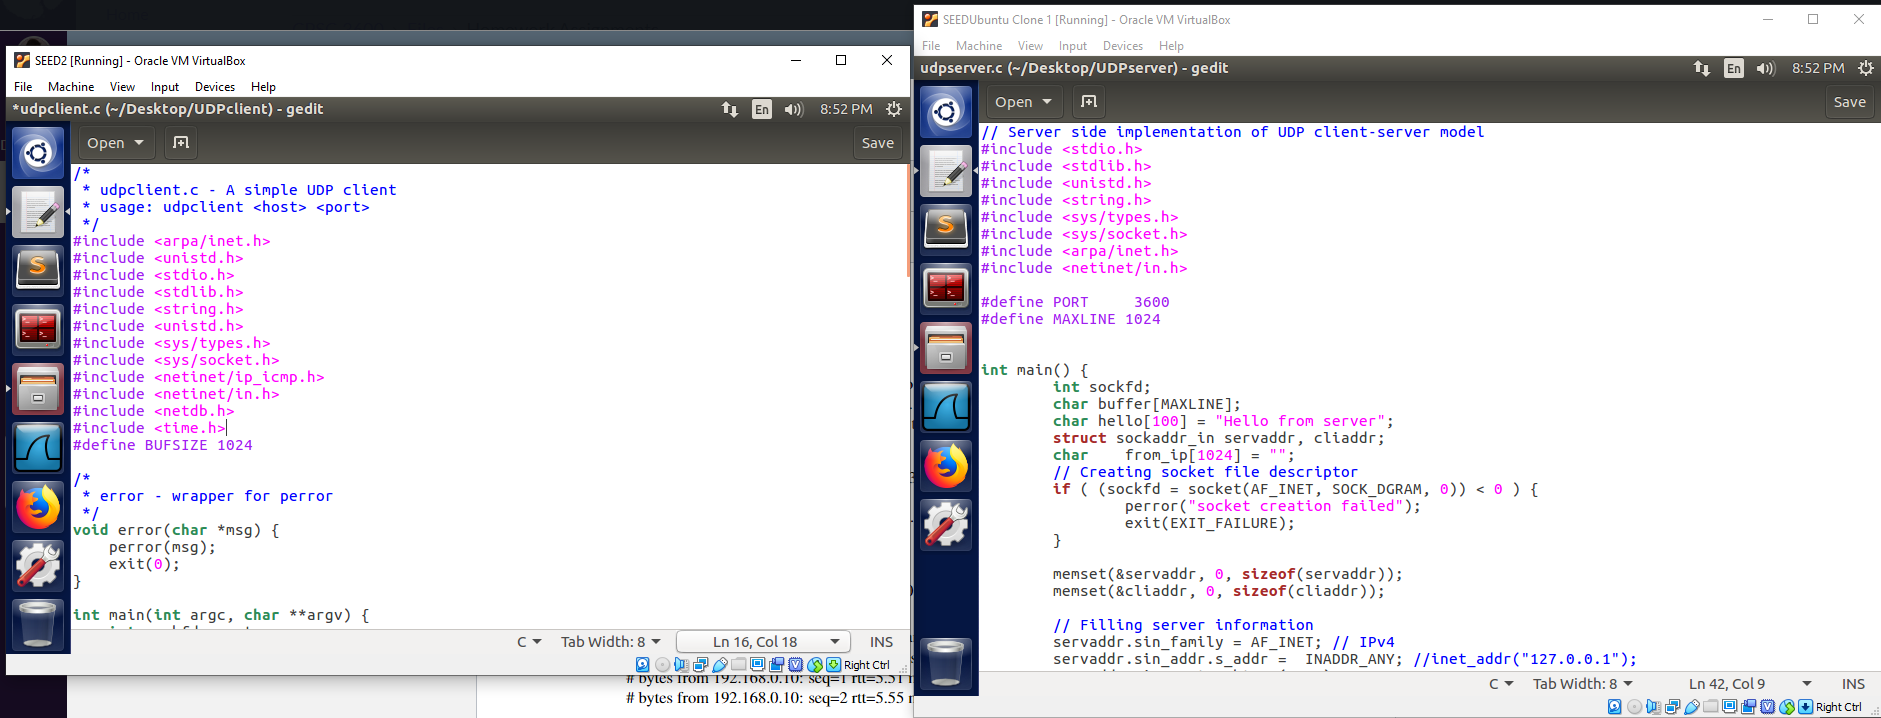 SEED2 [Running] - Oracle VM VirtualBox
File Machine View Input Devices Help
*udpclient.c (~/Desktop/UDPclient) - gedit
En
8:52 PM
Open
Save
/*
* udpclient.c - A simple UDP client
* usage: udpclient <host> <port>
*/
#include <arpa/inet.h>
#include <unistd.h>
#include <stdio.h>
#include <stdlib.h>
#include <string.h>
#include <unistd.h>
#include <sys/types.h>
#include <sys/socket.h>
#include <netinet/ip_icmp.h>
#include <netinet/in.h>
#include <netdb.h>
#include <time.h>
#define BUFSIZE 1024
/*
* error - wrapper for perror
*/
void error(char *msg) {
perror(msg);
exit(0);
}
int main(int argc, char **argv) {
C
Tab Width: 8
Ln 16, Col 18
INS
Right Ctrl
# bytes from 192.168.0.10: seq=1 rtt=5.51
# bytes from 192.168.0.10: seq=2 rtt=5.55
SEEDUbuntu Clone 1 [Running] - Oracle VM VirtualBox
File Machine View Input Devices Help
udpserver.c (~/Desktop/UDPserver) - gedit
En
8:52 PM
Open
Save
// Server side implementation of UDP client-server model
#include <stdio.h>
#include <stdlib.h>
#include <unistd.h>
#include <string.h>
#include <sys/types.h>
#include <sys/socket.h>
#include <arpa/inet.h>
#include <netinet/in.h>
#define PORT 3600
#define MAXLINE 1024
int main() {
int sockfd;
char buffer[MAXLINE];
char hello[100] = "Hello from server";
struct sockaddr_in servaddr, cliaddr;
char from_ip[1024] = "";
// Creating socket file descriptor
if ( (sockfd = socket(AF_INET, SOCK_DGRAM, 0)) < 0 ) {
perror("socket creation failed");
exit(EXIT_FAILURE);
}
memset(&servaddr, 0, sizeof(servaddr));
memset(&cliaddr, 0, sizeof(cliaddr));
// Filling server information
servaddr.sin_family = AF_INET; // IPv4
servaddr.sin_addr.s_addr = INADDR_ANY; //inet_addr("127.0.0.1");
C
Tab Width: 8
Ln 42, Col 9
INS
Right Ctrl